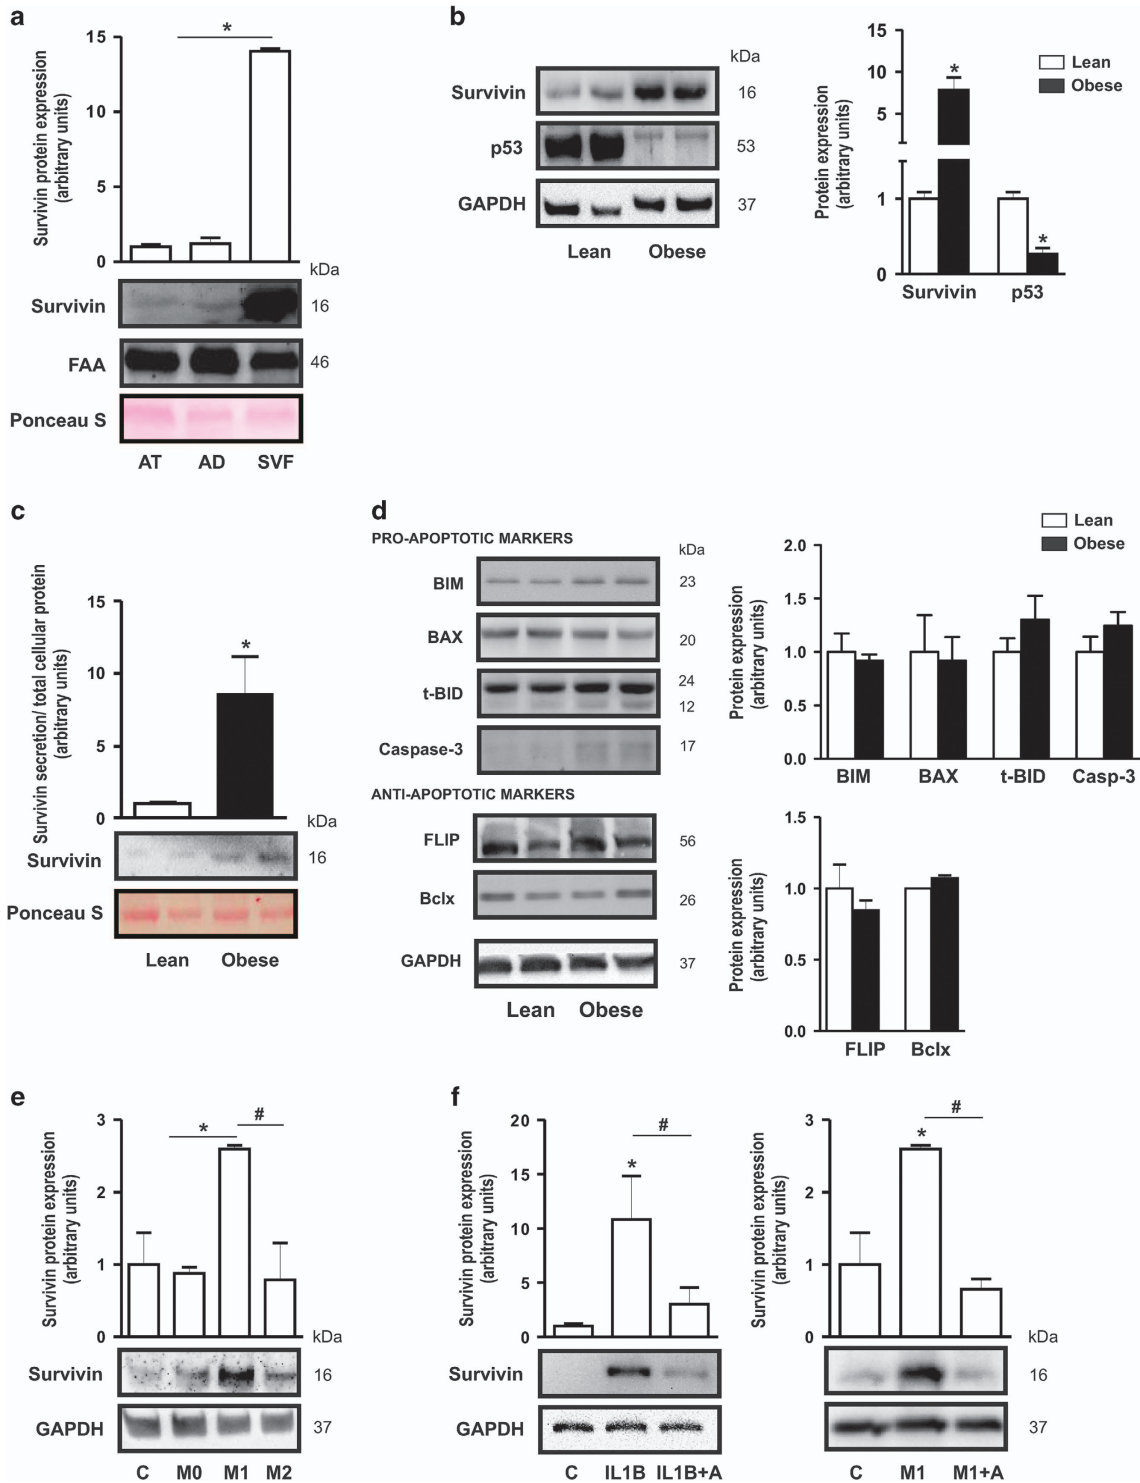 a
Survivin protein expression
(arbitrary units)
15
10
5
0
*
kDa
Survivin
16
FAA
46
Ponceau S
AT AD SVF
b
kDa
Survivin
16
p53
53
GAPDH
37
Lean Obese
Protein expression
(arbitrary units)
15
10
5
1
0
*
*
Survivin p53
Lean
Obese
c
Survivin secretion/ total cellular protein
(arbitrary units)
15
10
5
0
*
kDa
Survivin
16
Ponceau S
Lean Obese
d
PRO-APOPTOTIC MARKERS
kDa
BIM
23
BAX
20
t-BID
24
12
Caspase-3
17
ANTI-APOPTOTIC MARKERS
FLIP
56
Bclx
26
GAPDH
37
Lean Obese
Lean
Obese
Protein expression
(arbitrary units)
2.0
1.5
1.0
0.5
0.0
BIM BAX t-BID Casp-3
Protein expression
(arbitrary units)
1.5
1.0
0.5
0.0
FLIP Bclx
e
Survivin protein expression
(arbitrary units)
3
2
1
0
*
#
kDa
Survivin
16
GAPDH
37
C M0 M1 M2
f
Survivin protein expression
(arbitrary units)
20
15
10
5
0
*
#
Survivin
GAPDH
C IL1B IL1B+A
Survivin protein expression
(arbitrary units)
3
2
1
0
*
#
kDa
16
37
C M1 M1+A